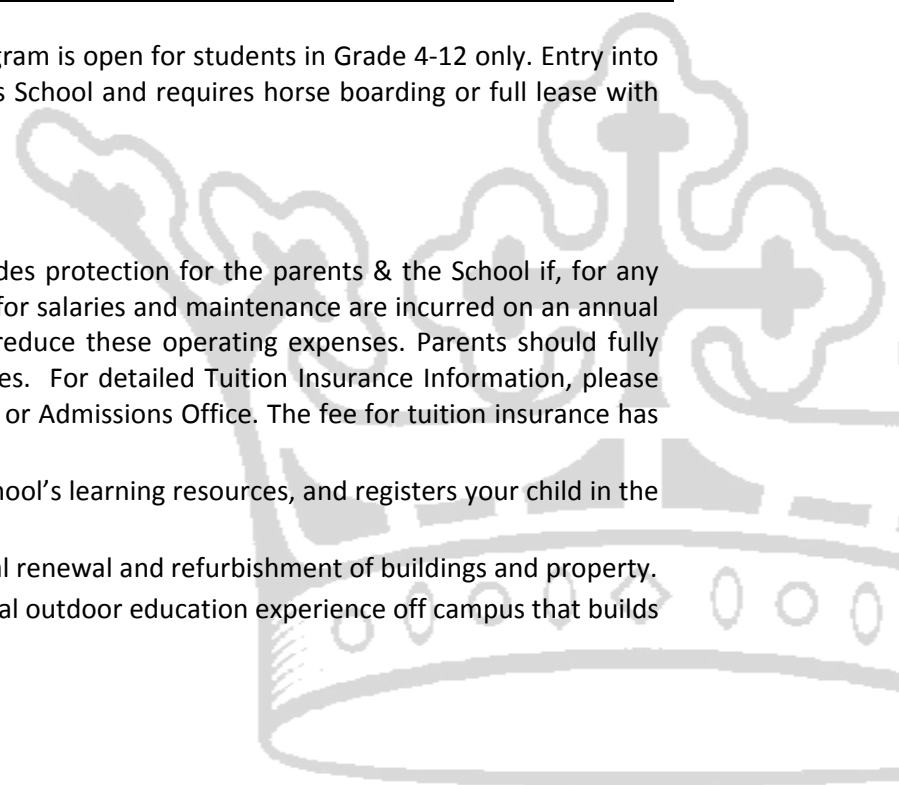 gram is open for students in Grade 4-12 only. Entry into
s School and requires horse boarding or full lease with
des protection for the parents & the School if, for any
for salaries and maintenance are incurred on an annual
reduce these operating expenses. Parents should fully
es. For detailed Tuition Insurance Information, please
or Admissions Office. The fee for tuition insurance has
hool’s learning resources, and registers your child in the
al renewal and refurbishment of buildings and property.
al outdoor education experience off campus that builds